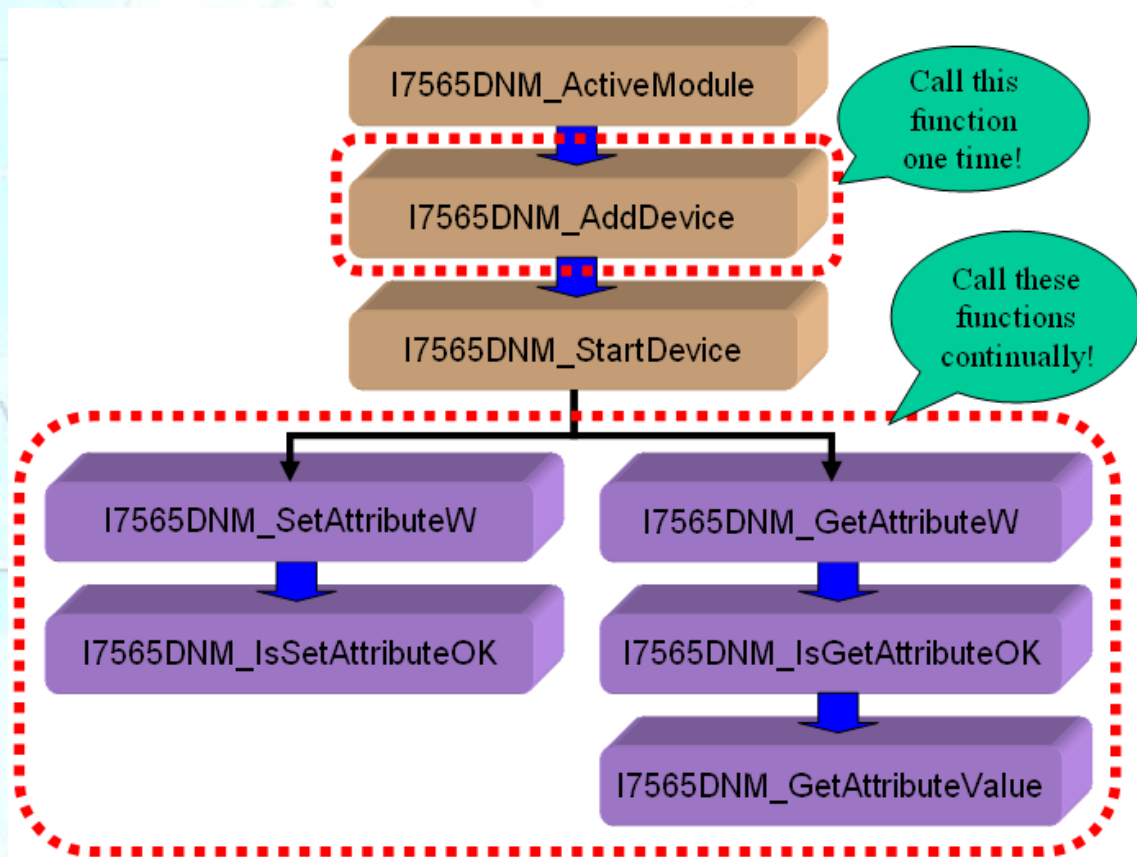 I7565DNM_ActiveModule
Call this
function
one time!
I7565DNM_AddDevice
Call these
functions
continually!
I7565DNM_StartDevice
I7565DNM_SetAttributeW
I7565DNM_GetAttributeW
I7565DNM_IsSetAttributeOK
I7565DNM_IsGetAttributeOK
I7565DNM_GetAttributeValue